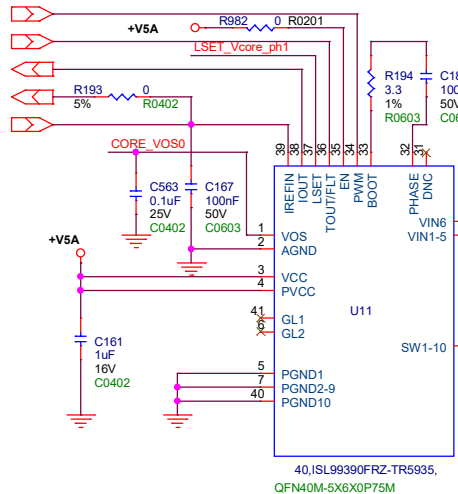 R982 0 R0201
+V5A
LSET_Vcore_ph1
R193 0
5% R0402
R194
3.3
1%
R0603
C18
100
50V
C06
CORE_VOS0
C563
0.1uF
25V
C0402
C167
100nF
50V
C0603
39 38 37 36 35 34 33 32 31
IREFIN IOUT LSET TOUT/FLT EN PWM BOOT PHASE DNC
VIN6
VIN1-5
1 VOS
2 AGND
+V5A
3 VCC
4 PVCC
U11
41 GL1
6 GL2
C161
1uF
16V
C0402
SW1-10
5 PGND1
7 PGND2-9
40 PGND10
40,ISL99390FRZ-TR5935,
QFN40M-5X6X0P75M